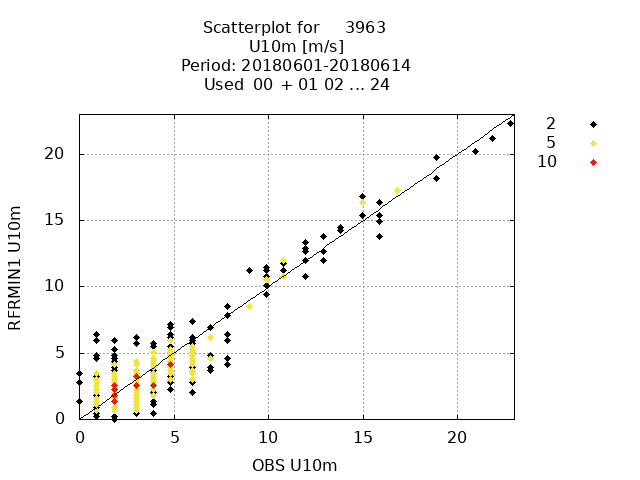 Scatterplot for 3963
U10m [m/s]
Period: 20180601-20180614
Used 00 + 01 02 ... 24
2
5
10
RFRMIN1 U10m
20
15
10
5
0
0 5 10 15 20
OBS U10m